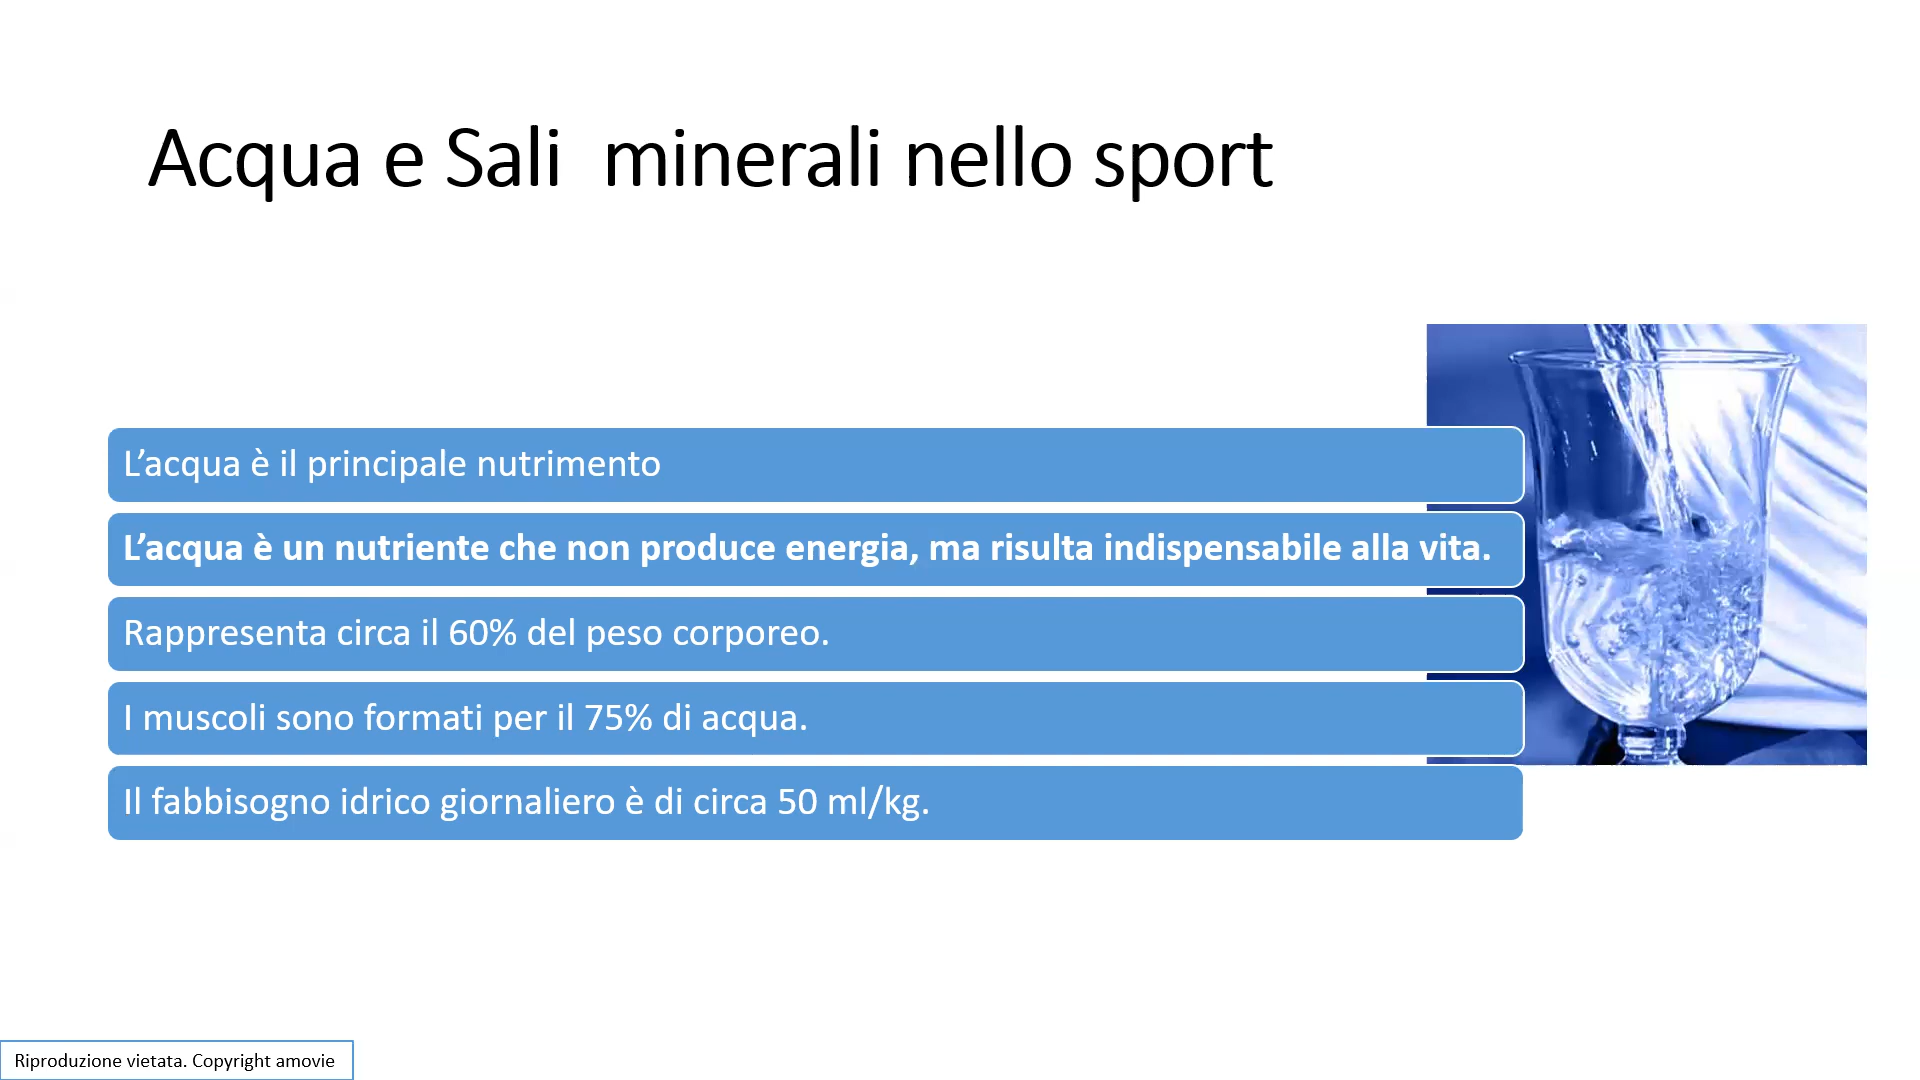 Acqua e Sali  minerali nello sport
L’acqua è il principale nutrimento
L’acqua è un nutriente che non produce energia, ma risulta indispensabile alla vita.
Rappresenta circa il 60% del peso corporeo.
I muscoli sono formati per il 75% di acqua.
Il fabbisogno idrico giornaliero è di circa 50 ml/kg.
Riproduzione vietata. Copyright amovie